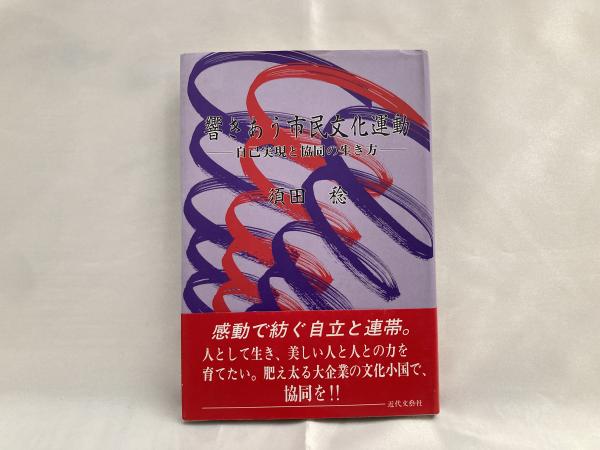 響きあう市民文化運動
―自己実現と協同の生き方―
須田 稔
感動で紡ぐ自立と連帯。
人として生き、美しい人と人との力を
育てたい。肥え太る大企業の文化小国で、
協同を!!
近代文藝社